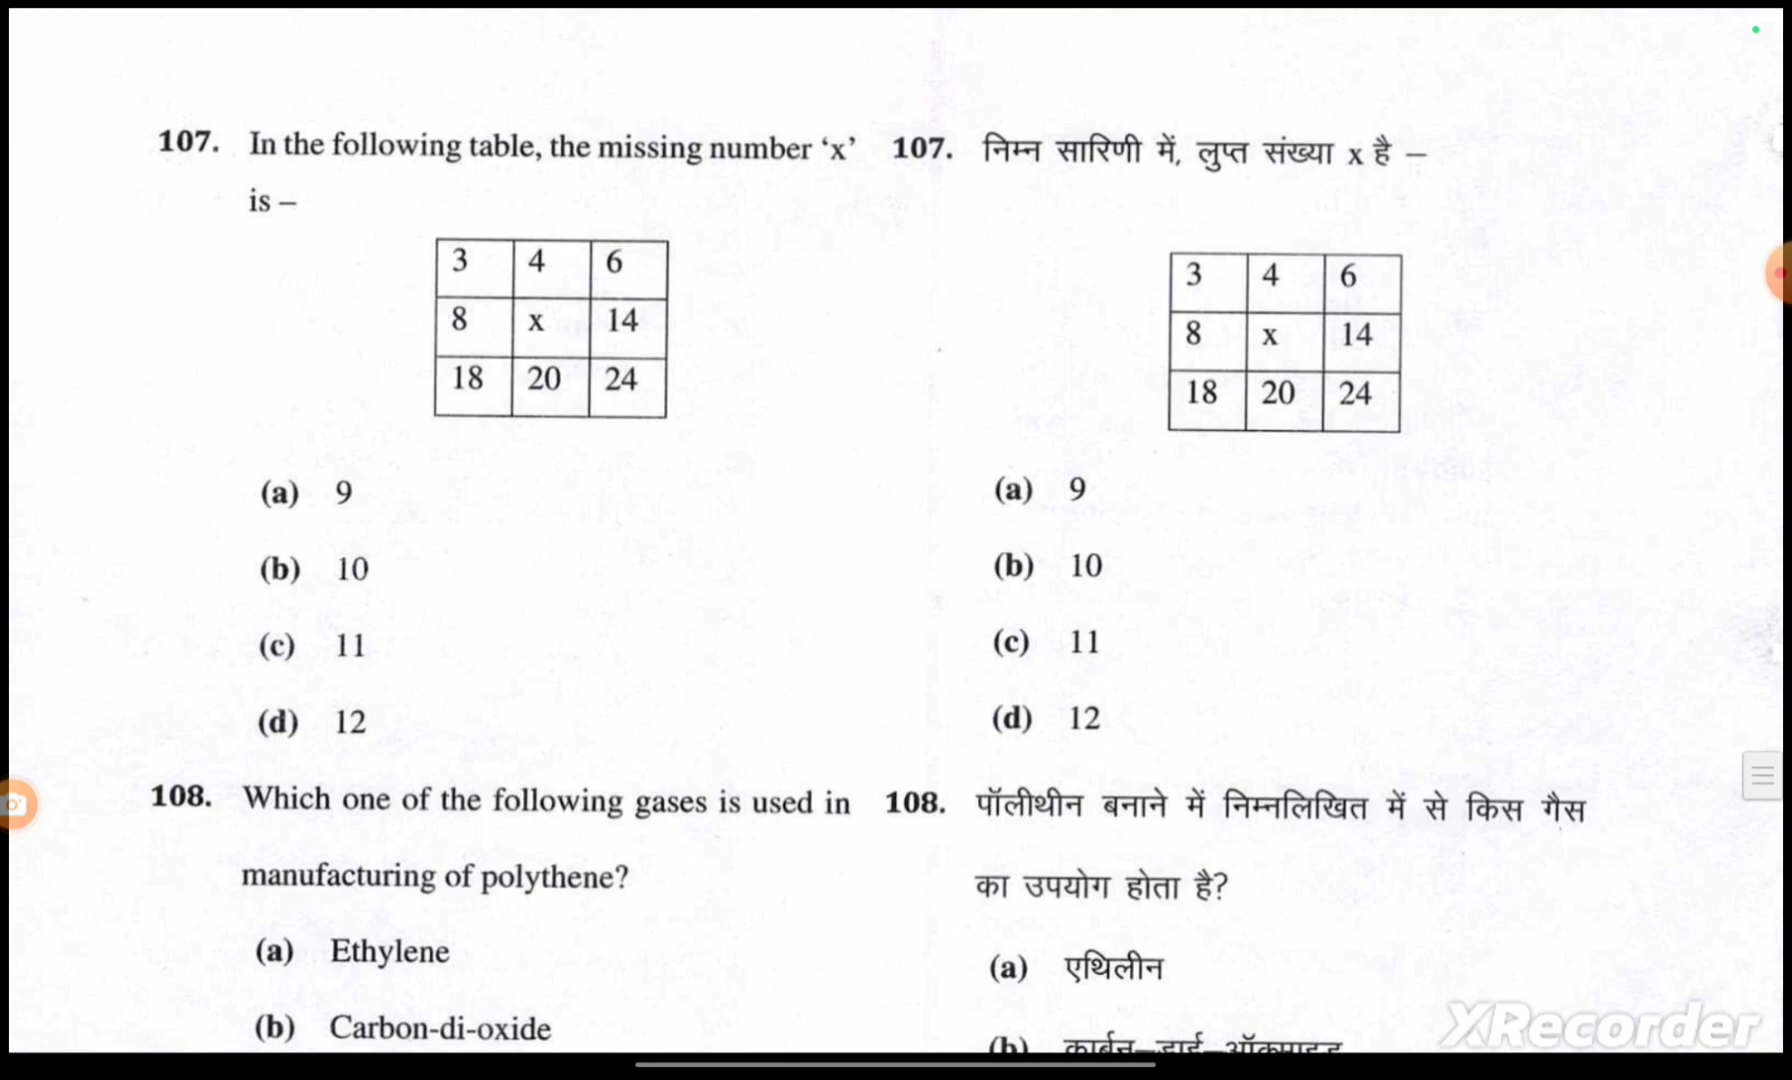 107. In the following table, the missing number ‘x’
is –
3 4 6
8 x 14
18 20 24
(a) 9
(b) 10
(c) 11
(d) 12
108. Which one of the following gases is used in
manufacturing of polythene?
(a) Ethylene
(b) Carbon-di-oxide
107. निम्न सारिणी में, लुप्त संख्या x है –
3 4 6
8 x 14
18 20 24
(a) 9
(b) 10
(c) 11
(d) 12
108. पॉलीथीन बनाने में निम्नलिखित में से किस गैस
का उपयोग होता है?
(a) एथिलीन
(b) कार्बन–डाई–ऑक्साइड
XRecorder